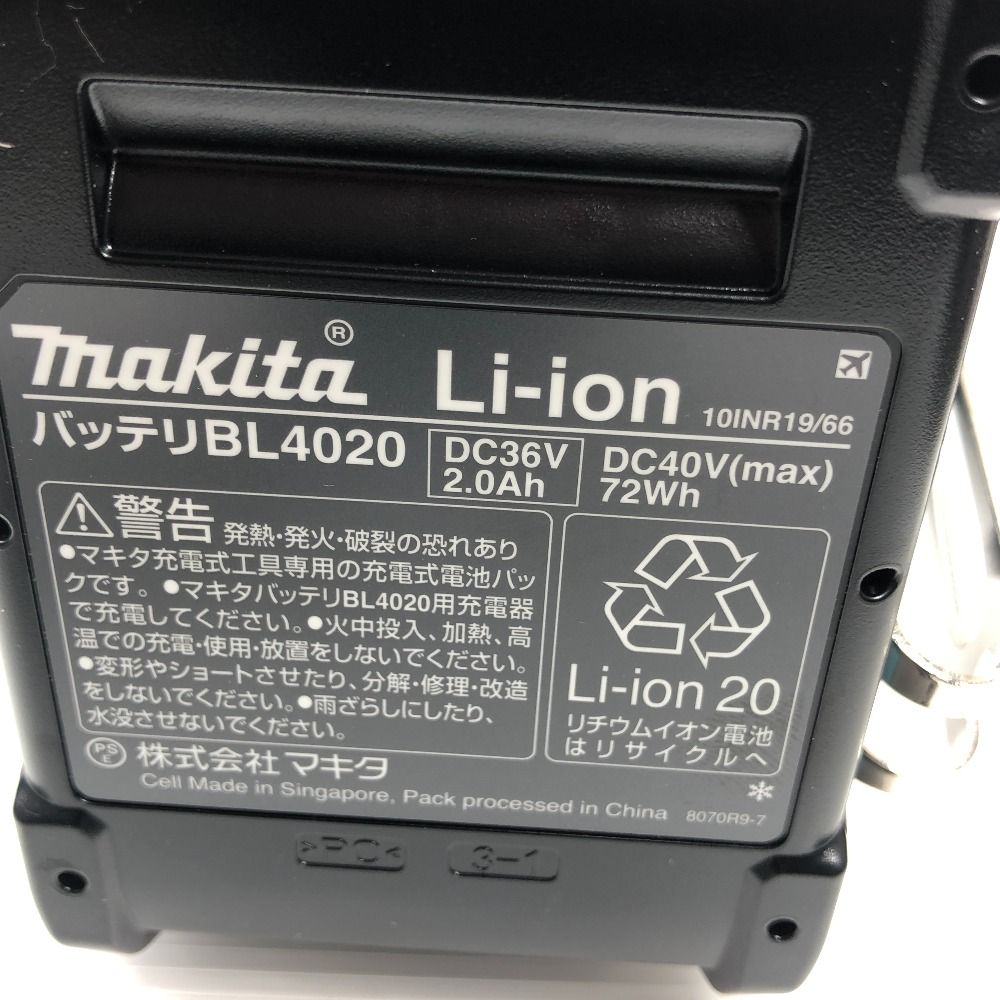 makita®
Li-ion
10INR19/66
バッテリBL4020
DC36V
2.0Ah
DC40V(max)
72Wh
警告 発熱・発火・破裂の恐れあり
●マキタ充電式工具専用の充電式電池パッ
クです。●マキタバッテリBL4020用充電器
で充電してください。●火中投入、加熱、高
温での充電・使用・放置をしないでください。
●変形やショートさせたり、分解・修理・改造
をしないでください。●雨ざらしにしたり、
水没させないでください。
Li-ion 20
リチウムイオン電池
はリサイクルへ
PS
E
株式会社マキタ
Cell Made in Singapore, Pack processed in China
8070R9-7
>PC<
3-1